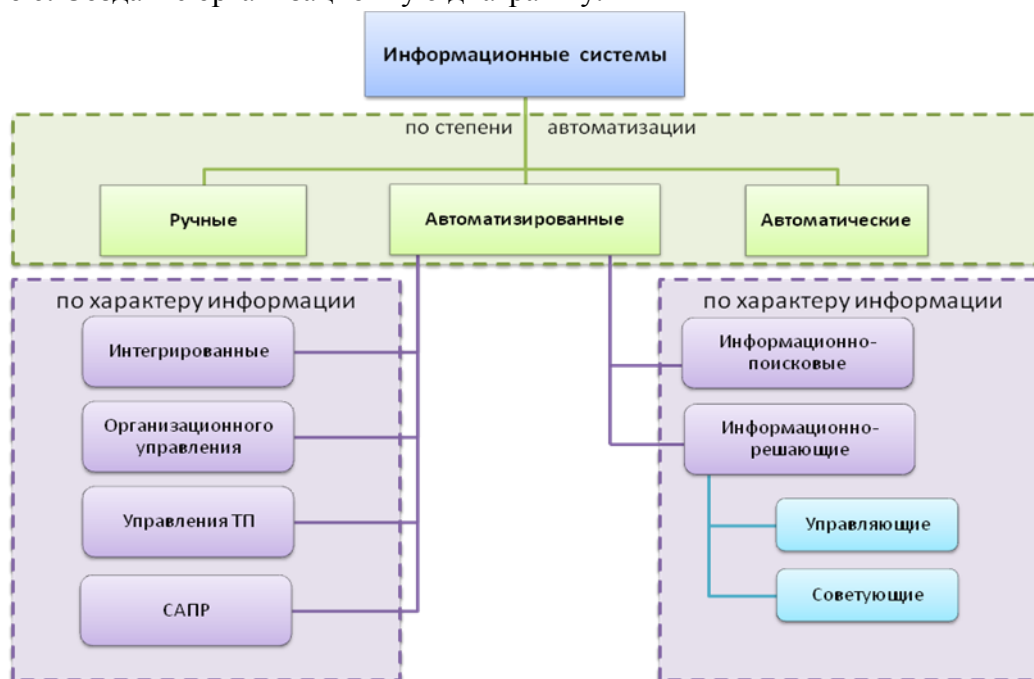 Информационные системы
по степени автоматизации
Ручные
Автоматизированные
Автоматические
по характеру информации
Интегрированные
Организационного
управления
Управления ТП
САПР
по характеру информации
Информационно-
поисковые
Информационно-
решающие
Управляющие
Советующие